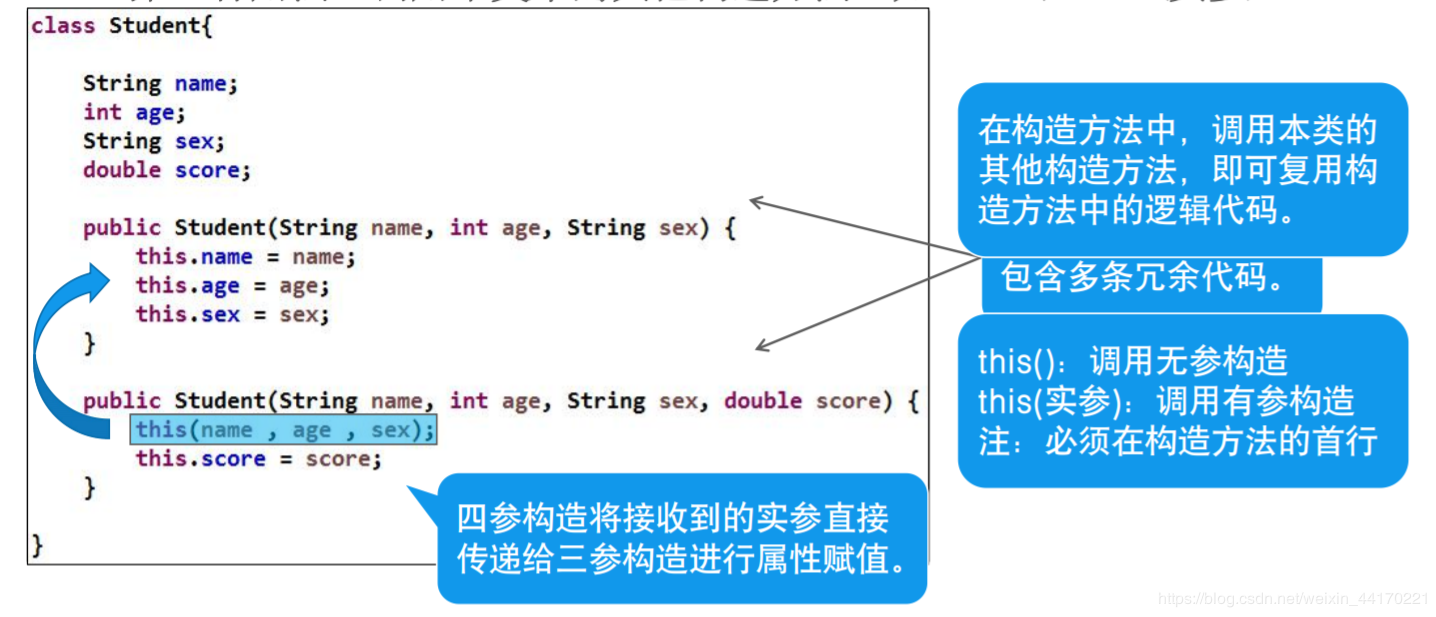 class Student{
String name;
int age;
String sex;
double score;
public Student(String name, int age, String sex) {
this.name = name;
this.age = age;
this.sex = sex;
}
public Student(String name, int age, String sex, double score) {
this(name , age , sex);
this.score = score;
}
}
在构造方法中，调用本类的
其他构造方法，即可复用构
造方法中的逻辑代码。
包含多条冗余代码。
this()：调用无参构造
this(实参)：调用有参构造
注：必须在构造方法的首行
四参构造将接收到的实参直接
传递给三参构造进行属性赋值。
https://blog.csdn.net/weixin_44170221